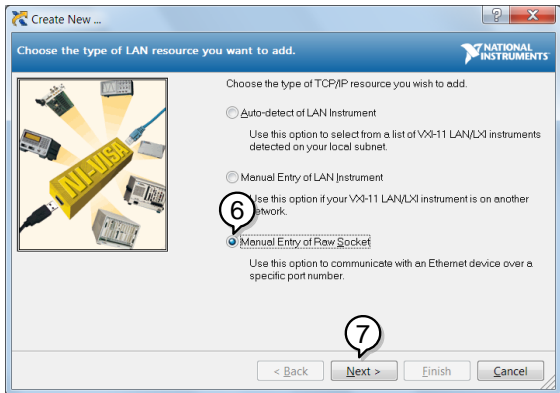 Create New ...
Choose the type of LAN resource you want to add.
NATIONAL
INSTRUMENTS
NI-VISA
Choose the type of TCP/IP resource you wish to add.
Auto-detect of LAN Instrument
Use this option to select from a list of VXI-11 LAN/LXI instruments
detected on your local subnet.
Manual Entry of LAN Instrument
Use this option if your VXI-11 LAN/LXI instrument is on another
network.
6
Manual Entry of Raw Socket
Use this option to communicate with an Ethernet device over a
specific port number.
7
< Back Next > Finish Cancel